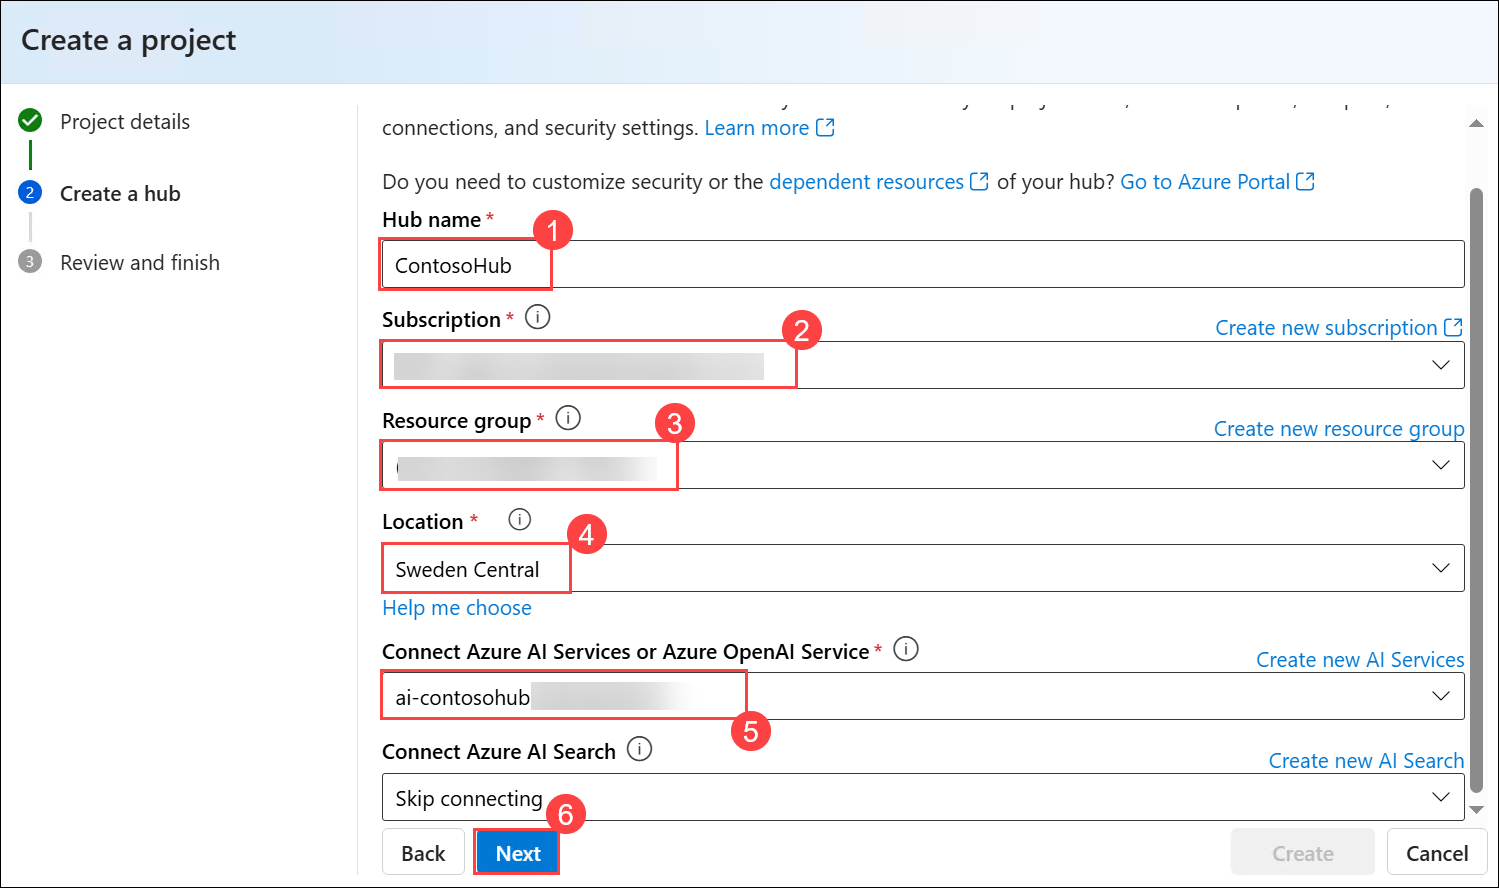 Create a project
Project details
2 Create a hub
3 Review and finish
connections, and security settings. Learn more
Do you need to customize security or the dependent resources of your hub? Go to Azure Portal
Hub name *
1
ContosoHub
Subscription *
2
Create new subscription
Resource group *
3
Create new resource group
Location *
4
Sweden Central
Help me choose
Connect Azure AI Services or Azure OpenAI Service *
Create new AI Services
ai-contosohub
5
Connect Azure AI Search
Create new AI Search
Skip connecting
6
Back Next Create Cancel